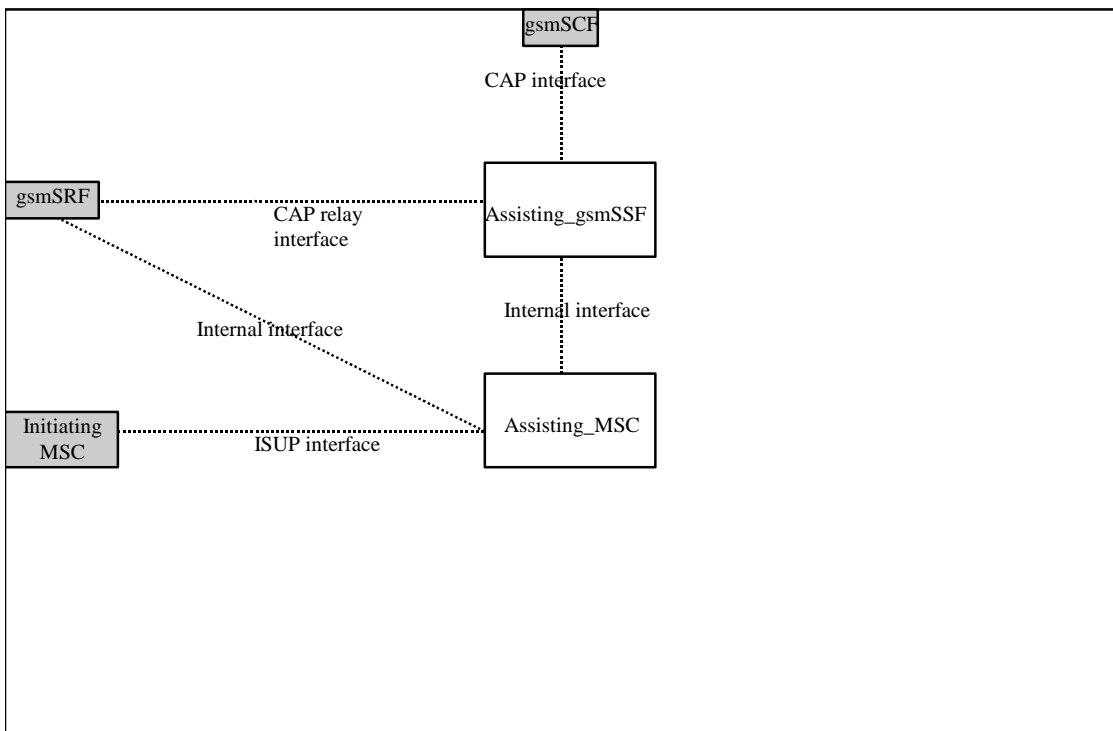 gsmSCF
CAP interface
gsmSRF
Assisting_gsmSSF
CAP relay
interface
Internal interface
Internal interface
Assisting_MSC
Initiating
MSC
ISUP interface